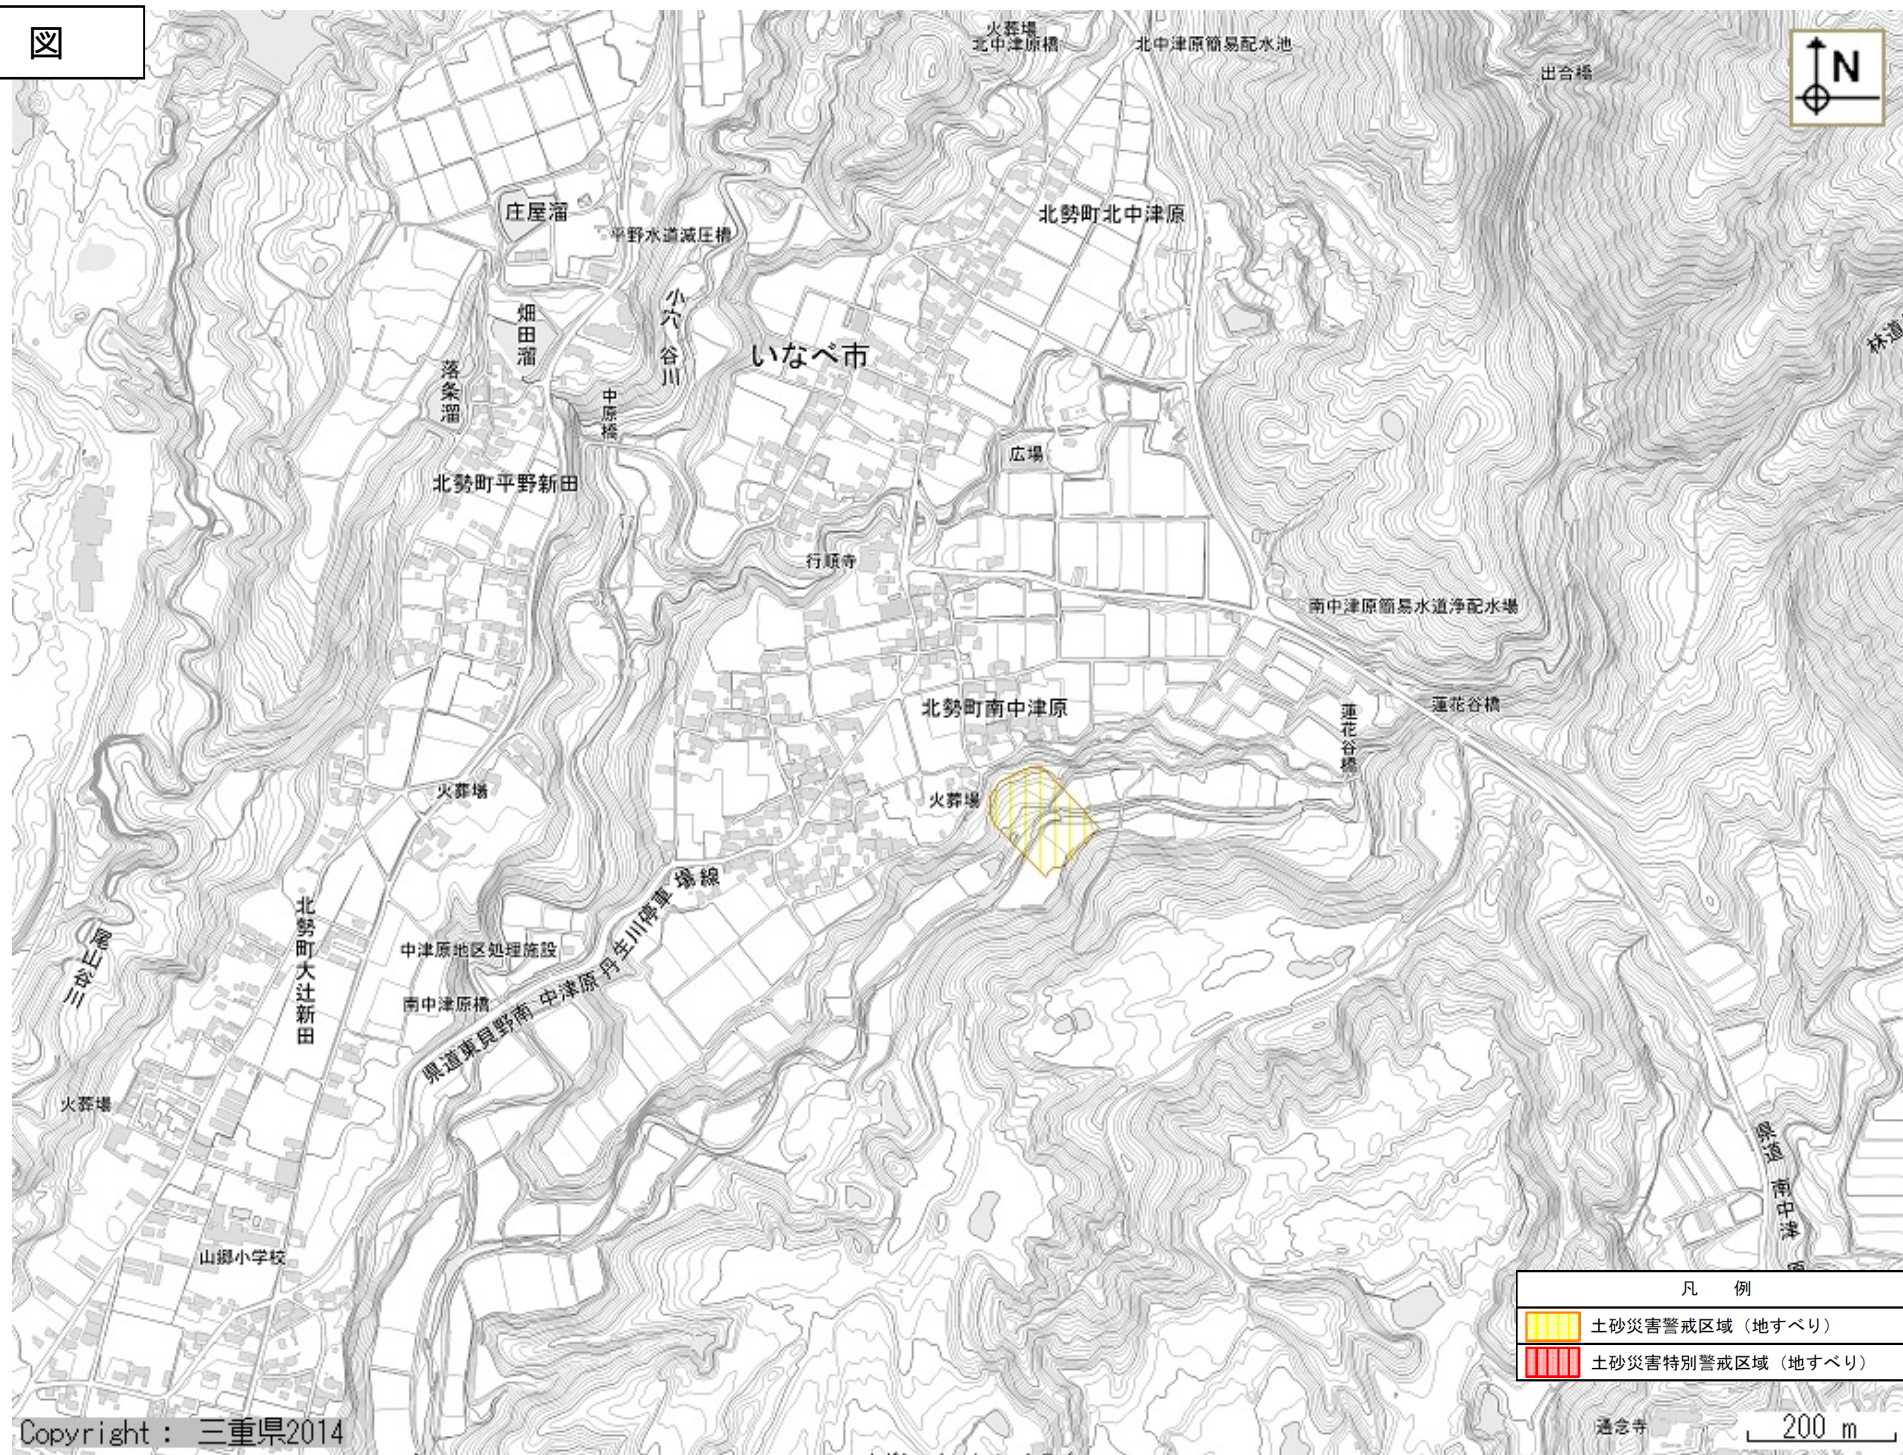 図
火葬場
北中津原橋
北中津原簡易配水池
出合橋
N
庄屋溜
平野水道減圧槽
北勢町北中津原
畑田溜
小穴谷川
いなべ市
林道
落条溜
中原橋
広場
北勢町平野新田
行順寺
南中津原簡易水道浄配水場
北勢町南中津原
蓮花谷橋
蓮花谷橋
火葬場
火葬場
県道東貝野南中津原丹生川停車場線
北勢町大辻新田
尾山谷川
中津原地区処理施設
南中津原橋
火葬場
県道 南中津
山郷小学校
凡 例
土砂災害警戒区域（地すべり）
土砂災害特別警戒区域（地すべり）
通念寺
200 m
Copyright： 三重県2014